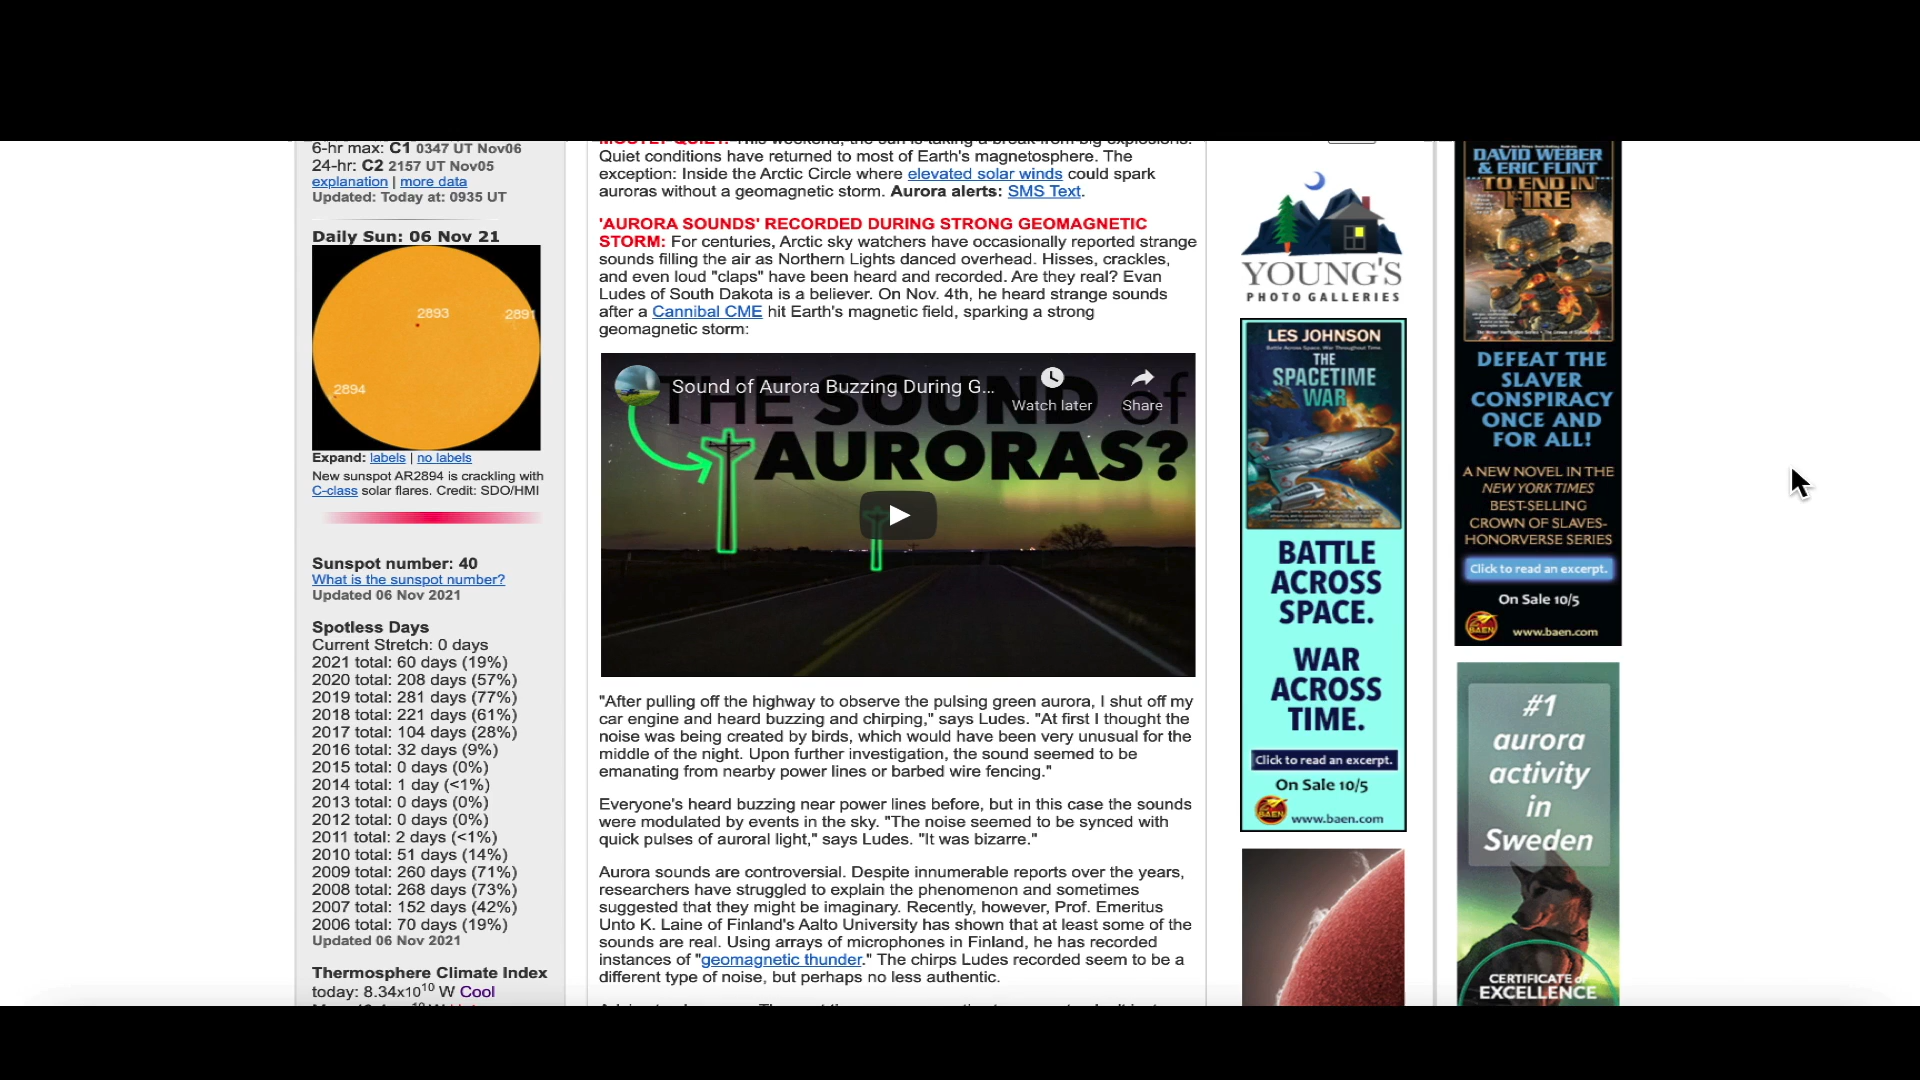 6-hr max: C1 0347 UT Nov06
24-hr: C2 2157 UT Nov05
explanation | more data
Updated: Today at: 0935 UT
Daily Sun: 06 Nov 21
2893
2891
2894
Expand: labels | no labels
New sunspot AR2894 is crackling with
C-class solar flares. Credit: SDO/HMI
Sunspot number: 40
What is the sunspot number?
Updated 06 Nov 2021
Spotless Days
Current Stretch: 0 days
2021 total: 60 days (19%)
2020 total: 208 days (57%)
2019 total: 281 days (77%)
2018 total: 221 days (61%)
2017 total: 104 days (28%)
2016 total: 32 days (9%)
2015 total: 0 days (0%)
2014 total: 1 day (<1%)
2013 total: 0 days (0%)
2012 total: 0 days (0%)
2011 total: 2 days (<1%)
2010 total: 51 days (14%)
2009 total: 260 days (71%)
2008 total: 268 days (73%)
2007 total: 152 days (42%)
2006 total: 70 days (19%)
Updated 06 Nov 2021
Thermosphere Climate Index
today: 8.34x10^10 W Cool
MOSTLY QUIET: This weekend, the sun is taking a break from big explosions.
Quiet conditions have returned to most of Earth's magnetosphere. The
exception: Inside the Arctic Circle where elevated solar winds could spark
auroras without a geomagnetic storm. Aurora alerts: SMS Text.
'AURORA SOUNDS' RECORDED DURING STRONG GEOMAGNETIC
STORM: For centuries, Arctic sky watchers have occasionally reported strange
sounds filling the air as Northern Lights danced overhead. Hisses, crackles,
and even loud "claps" have been heard and recorded. Are they real? Evan
Ludes of South Dakota is a believer. On Nov. 4th, he heard strange sounds
after a Cannibal CME hit Earth's magnetic field, sparking a strong
geomagnetic storm:
Sound of Aurora Buzzing During G...
Watch later
Share
THE SOUND of
AURORAS?
"After pulling off the highway to observe the pulsing green aurora, I shut off my
car engine and heard buzzing and chirping," says Ludes. "At first I thought the
noise was being created by birds, which would have been very unusual for the
middle of the night. Upon further investigation, the sound seemed to be
emanating from nearby power lines or barbed wire fencing."
Everyone's heard buzzing near power lines before, but in this case the sounds
were modulated by events in the sky. "The noise seemed to be synced with
quick pulses of auroral light," says Ludes. "It was bizarre."
Aurora sounds are controversial. Despite innumerable reports over the years,
researchers have struggled to explain the phenomenon and sometimes
suggested that they might be imaginary. Recently, however, Prof. Emeritus
Unto K. Laine of Finland's Aalto University has shown that at least some of the
sounds are real. Using arrays of microphones in Finland, he has recorded
instances of "geomagnetic thunder." The chirps Ludes recorded seem to be a
different type of noise, but perhaps no less authentic.
YOUNG'S
PHOTO GALLERIES
LES JOHNSON
Battle Across Space. War Throughout Time.
THE
SPACETIME
WAR
BATTLE
ACROSS
SPACE.
WAR
ACROSS
TIME.
Click to read an excerpt.
On Sale 10/5
BAEN
www.baen.com
DAVID WEBER
& ERIC FLINT
TO END IN
FIRE
DEFEAT THE
SLAVER
CONSPIRACY
ONCE AND
FOR ALL!
A NEW NOVEL IN THE
NEW YORK TIMES
BEST-SELLING
CROWN OF SLAVES-
HONORVERSE SERIES
Click to read an excerpt.
On Sale 10/5
BAEN
www.baen.com
#1
aurora
activity
in
Sweden
CERTIFICATE of
EXCELLENCE